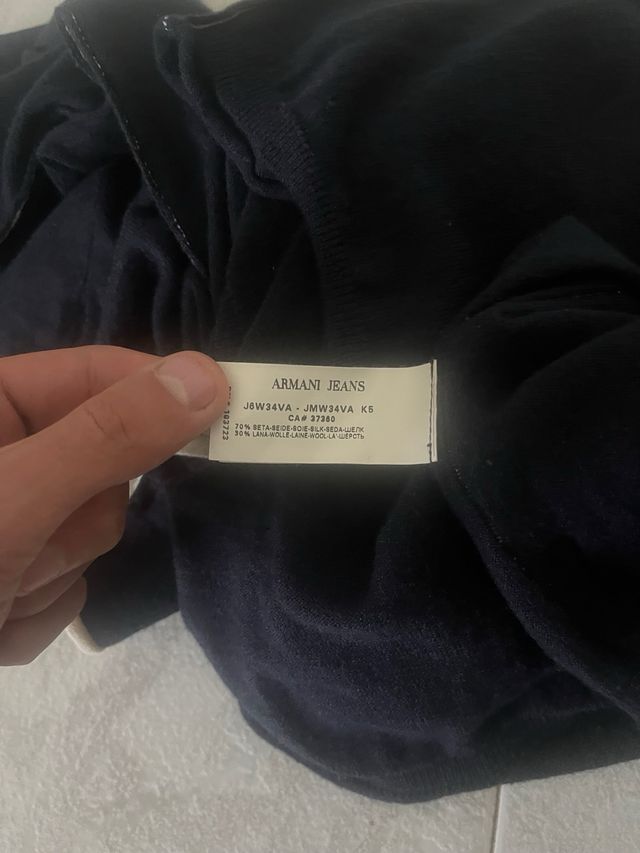 ARMANI JEANS
J6W34VA - JMW34VA K5
CA# 37360
70% SETA-SEIDE-SOIE-SILK-SEDA-ШЕЛК
30% LANA-WOLLE-LAINE-WOOL-LA'-ШЕРСТЬ
193723